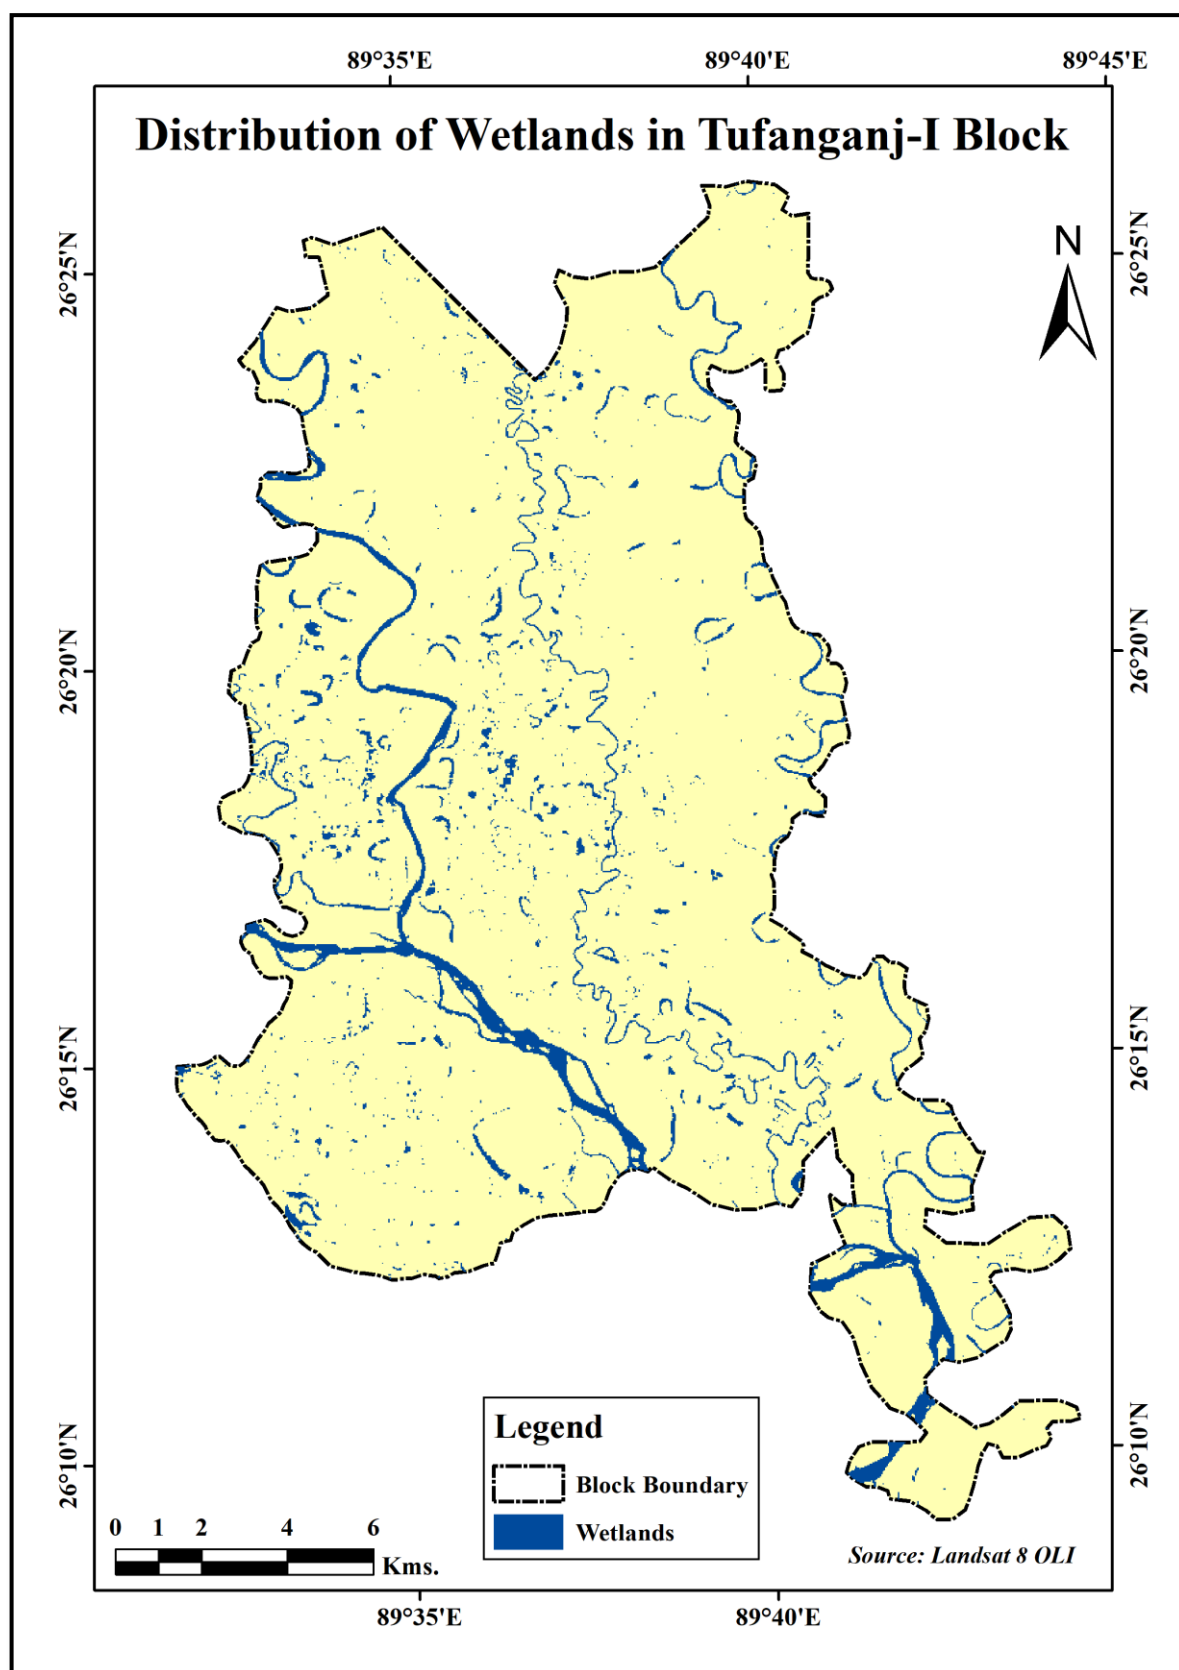 89°35'E
89°40'E
89°45'E
Distribution of Wetlands in Tufanganj-I Block
N
26°25'N
26°25'N
26°20'N
26°20'N
26°15'N
26°15'N
26°10'N
26°10'N
Legend
Block Boundary
Wetlands
0 1 2 4 6
Kms.
Source: Landsat 8 OLI
89°35'E
89°40'E